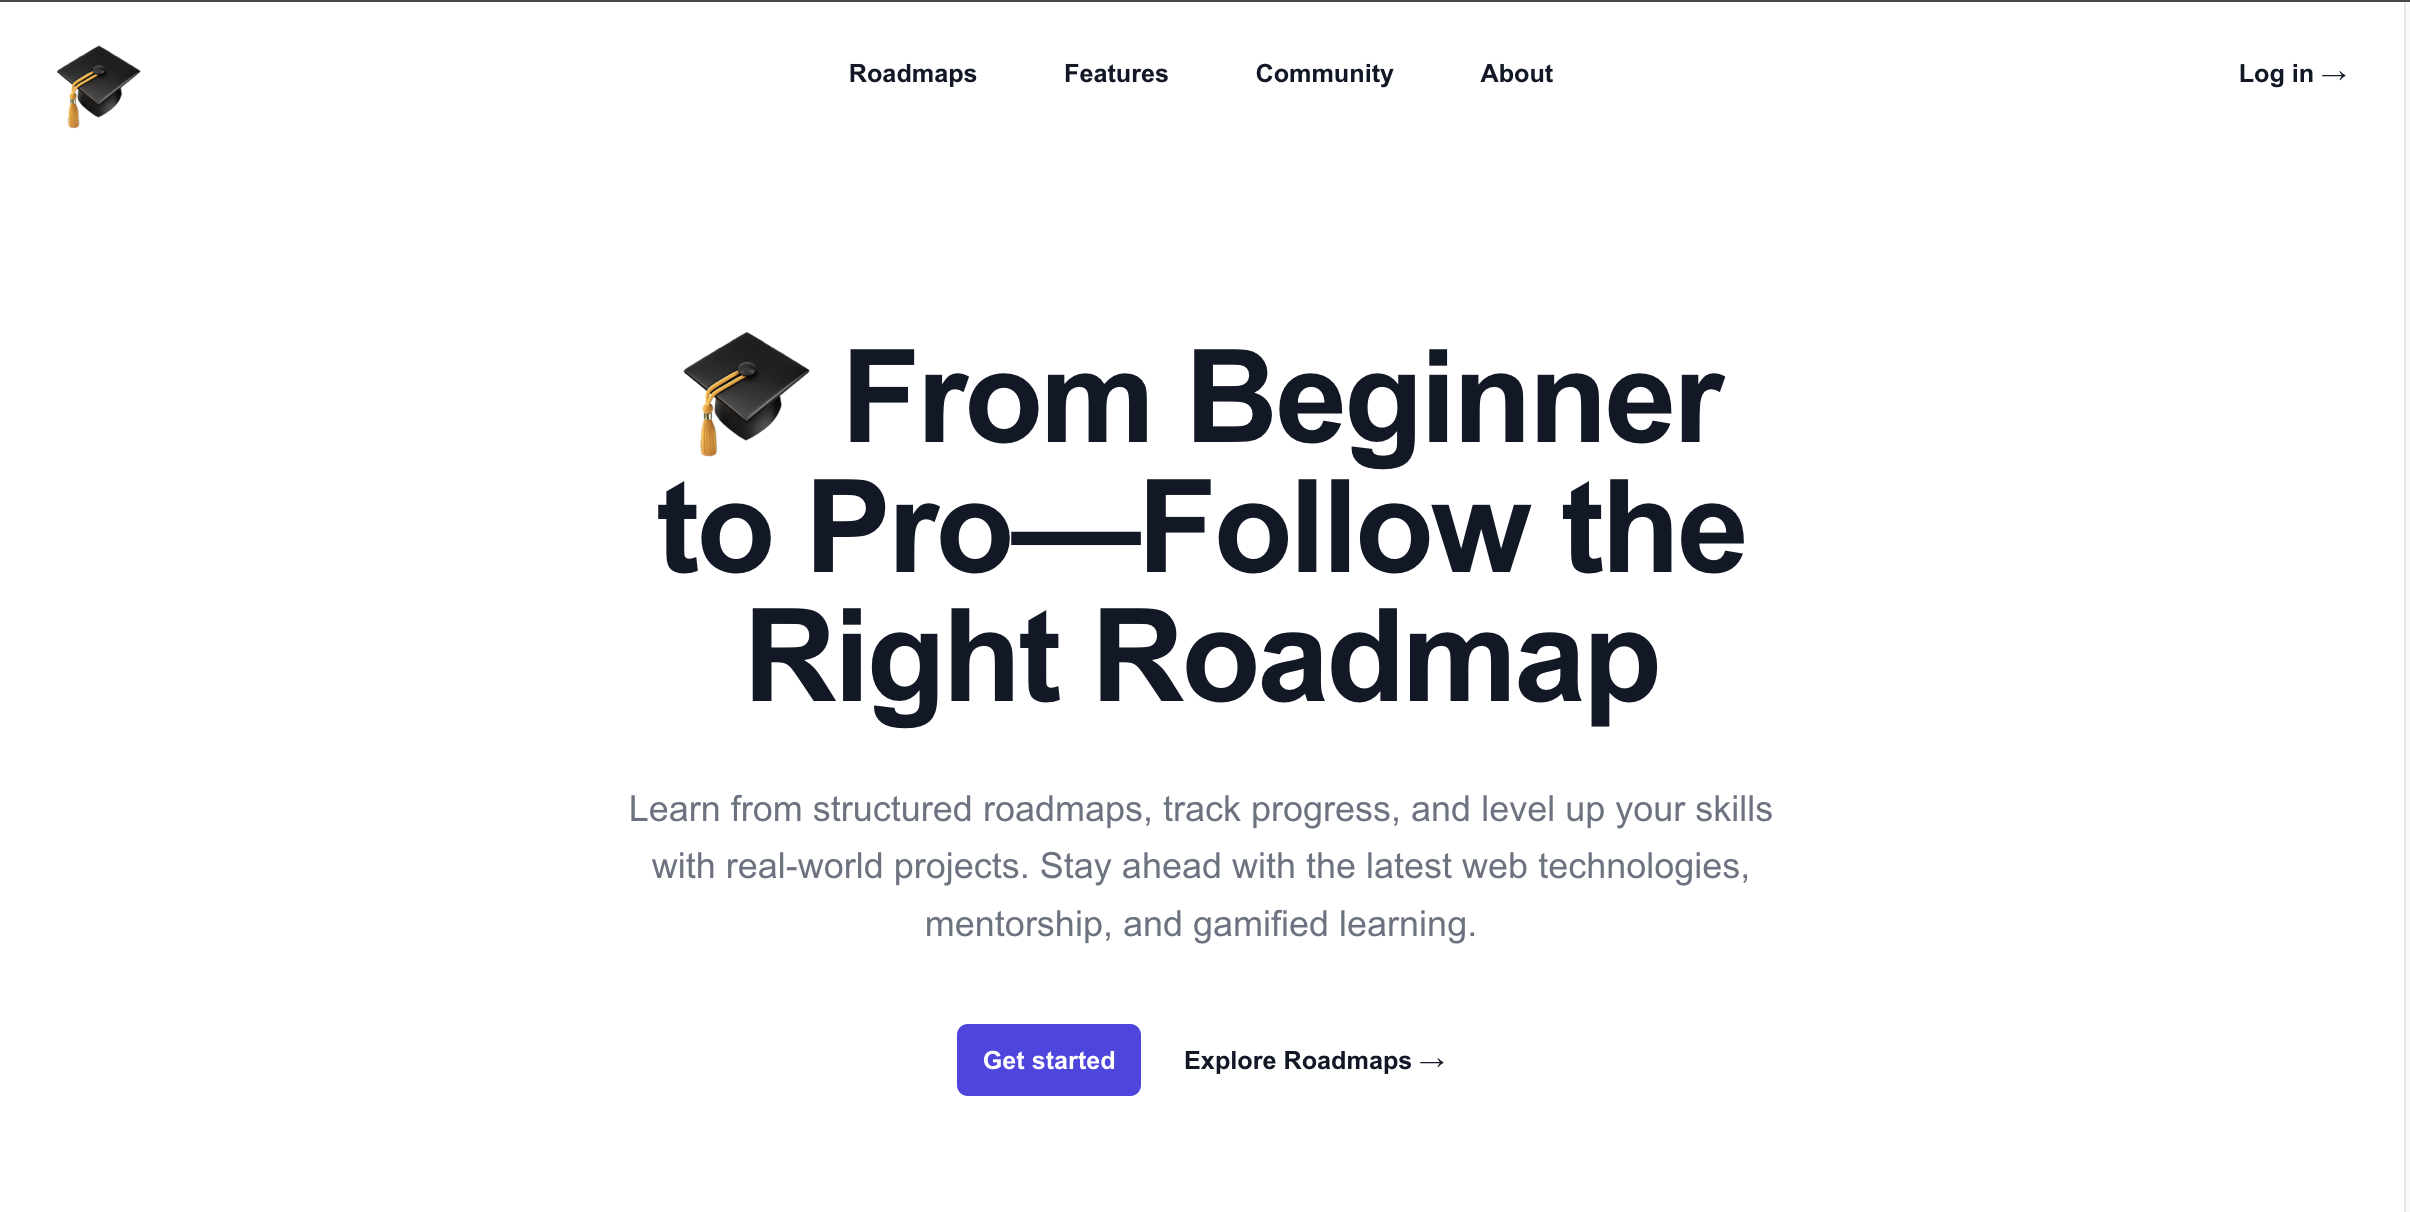 Roadmaps Features Community About Log in →
🎓 From Beginner
to Pro—Follow the
Right Roadmap
Learn from structured roadmaps, track progress, and level up your skills
with real-world projects. Stay ahead with the latest web technologies,
mentorship, and gamified learning.
Get started Explore Roadmaps →